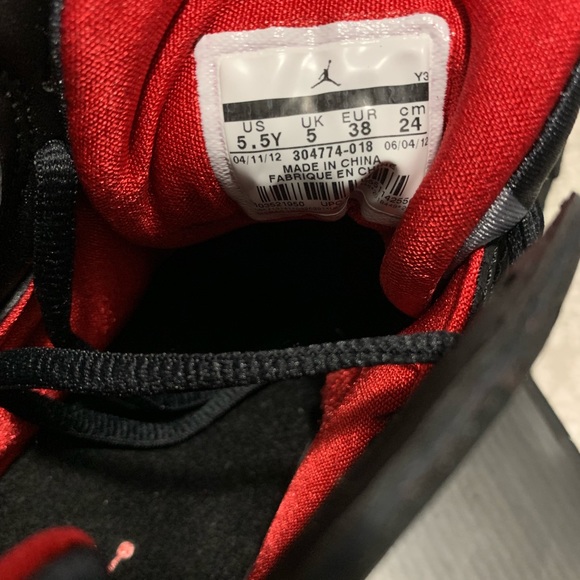 Y3
US UK EUR cm
5.5Y 5 38 24
04/11/12 304774-018 06/04/12
MADE IN CHINA
FABRIQUE EN